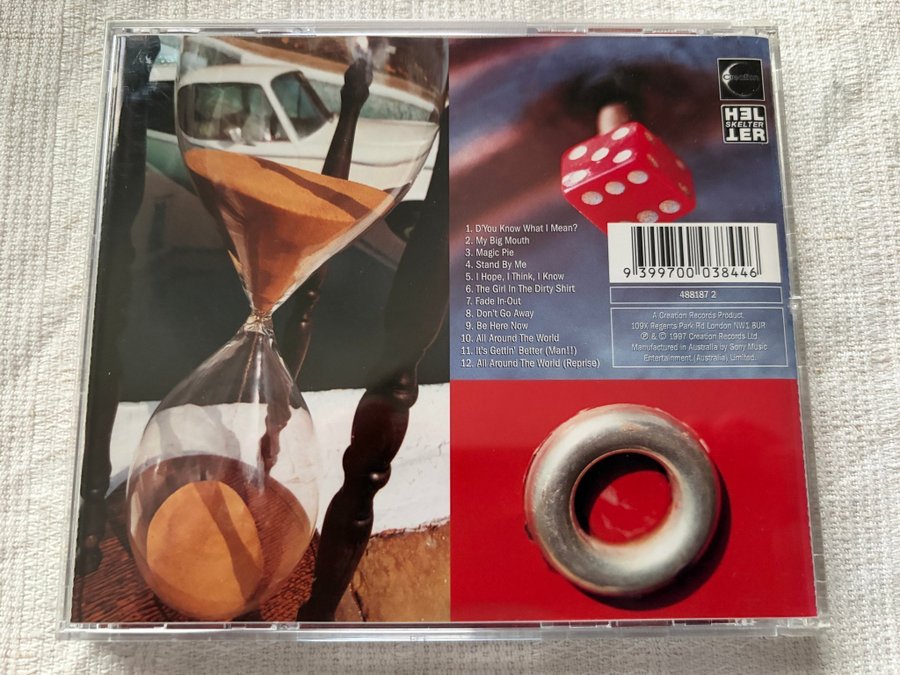 Creation
HEL
SKELTER
TER
1. D'You Know What I Mean?
2. My Big Mouth
3. Magic Pie
4. Stand By Me
5. I Hope, I Think, I Know
6. The Girl In The Dirty Shirt
7. Fade In-Out
8. Don't Go Away
9. Be Here Now
10. All Around The World
11. It's Gettin' Better (Man!!)
12. All Around The World (Reprise)
9 399700 038446
488187 2
A Creation Records Product
109X Regents Park Rd London NW1 8UR
℗ & © 1997 Creation Records Ltd
Manufactured in Australia by Sony Music
Entertainment (Australia) Limited.